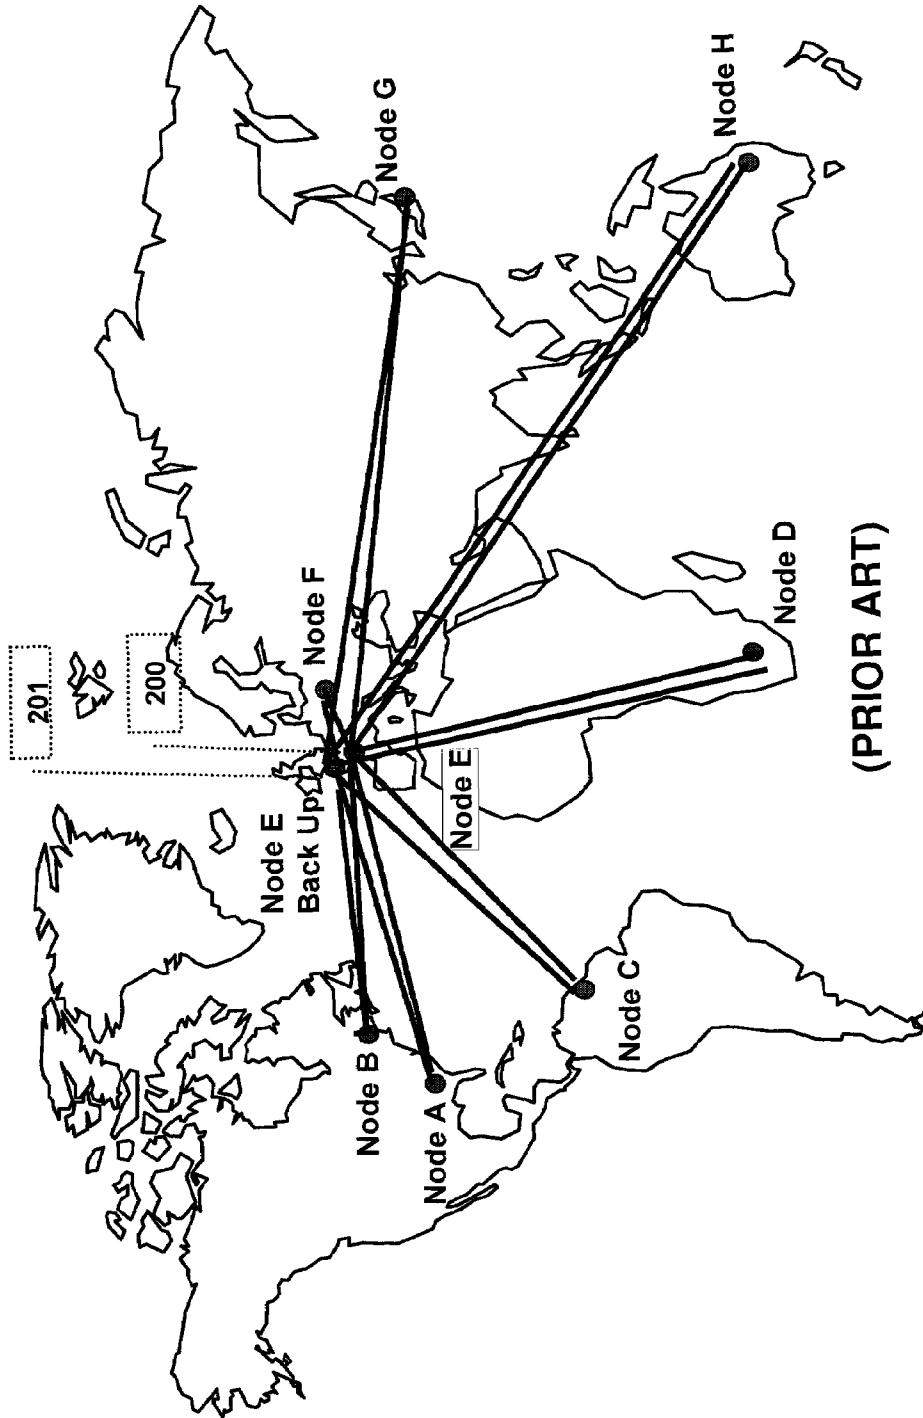 201
200
Node E
Back Up
Node F
Node G
Node H
Node B
Node A
Node E
Node C
Node D
(PRIOR ART)